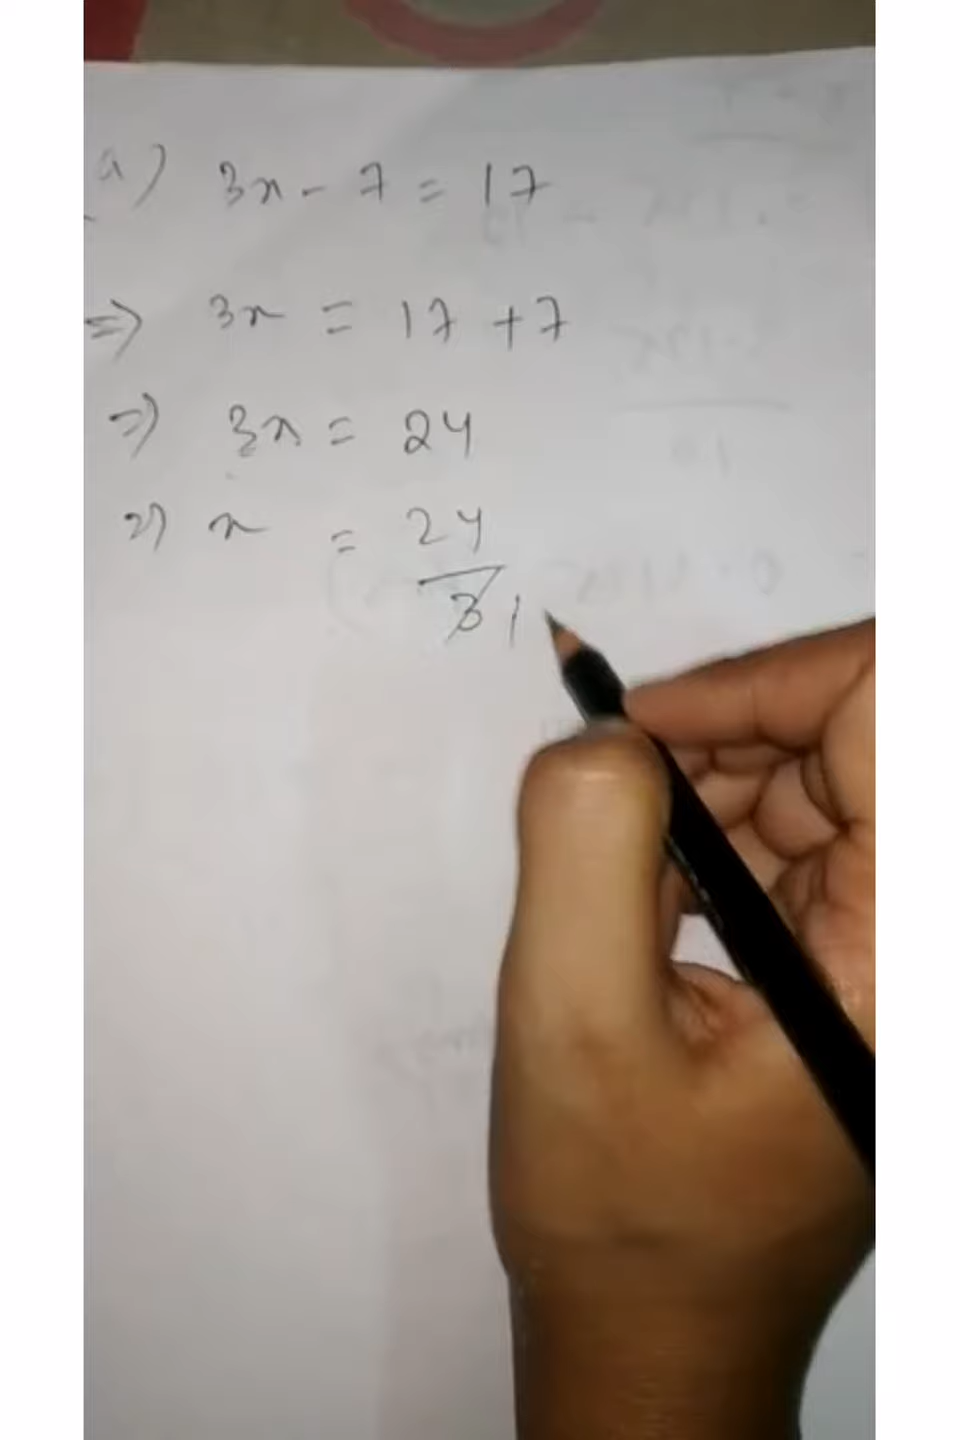 a) 3x - 7 = 17
=> 3x = 17 + 7
=> 3x = 24
=> x = 24
3 1